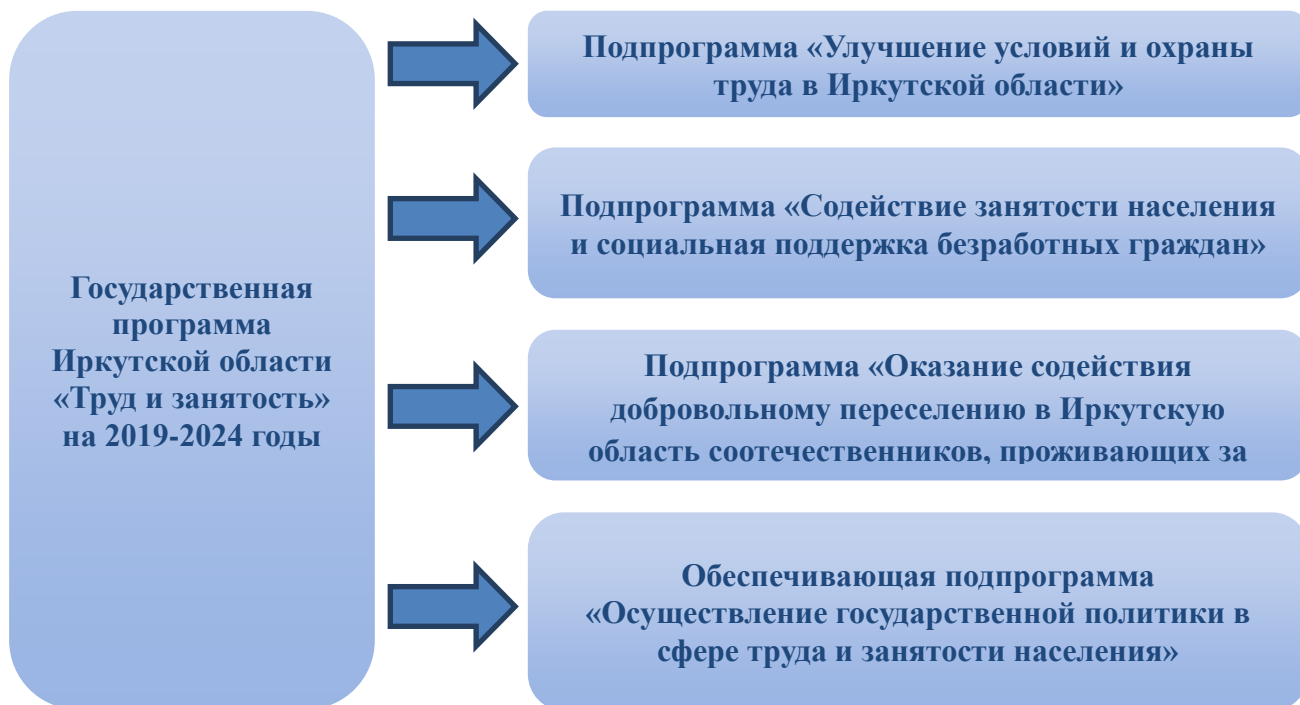 Государственная
программа
Иркутской области
«Труд и занятость»
на 2019-2024 годы
Подпрограмма «Улучшение условий и охраны
труда в Иркутской области»
Подпрограмма «Содействие занятости населения
и социальная поддержка безработных граждан»
Подпрограмма «Оказание содействия
добровольному переселению в Иркутскую
область соотечественников, проживающих за
Обеспечивающая подпрограмма
«Осуществление государственной политики в
сфере труда и занятости населения»